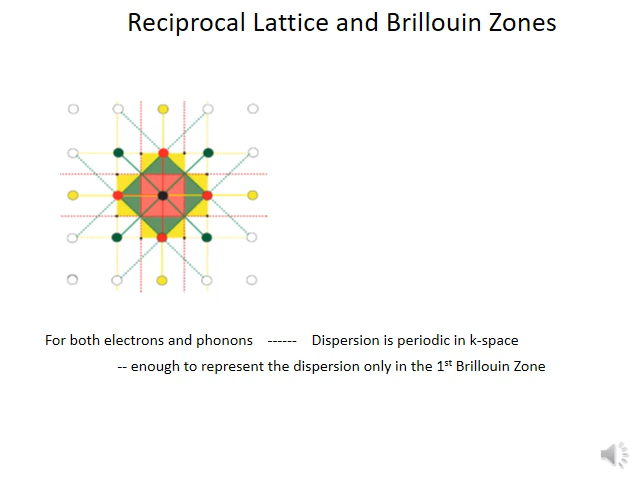 Reciprocal Lattice and Brillouin Zones
For both electrons and phonons ------ Dispersion is periodic in k-space
-- enough to represent the dispersion only in the 1st Brillouin Zone